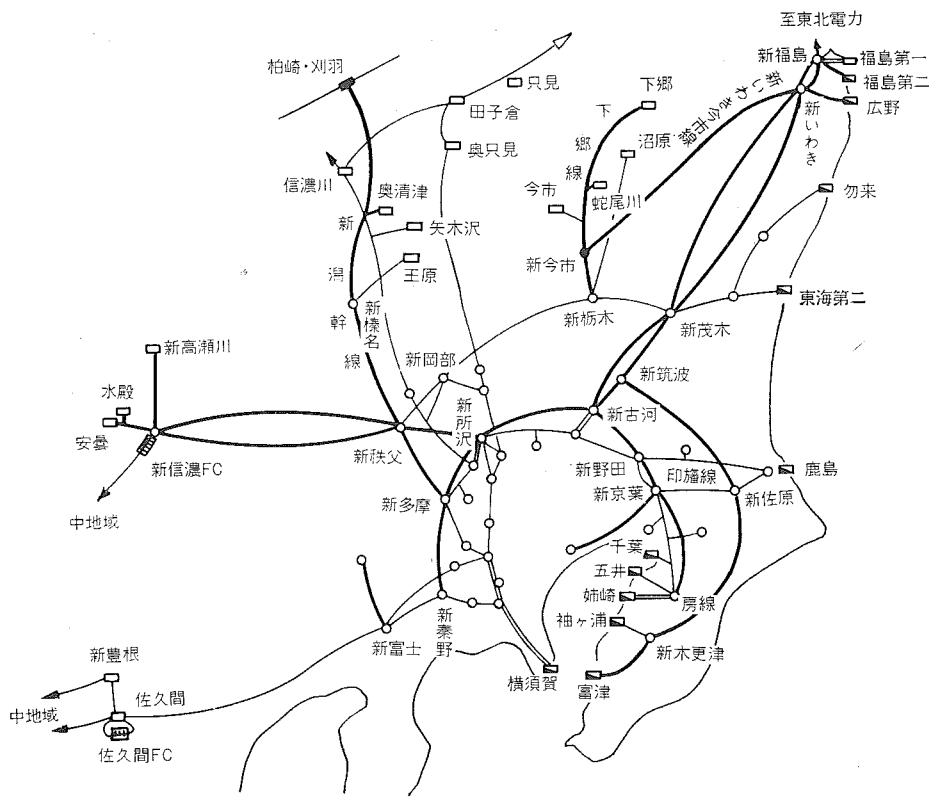 至東北電力
新福島
福島第一
福島第二
広野
新いわき
新いわき今市線
柏崎・刈羽
只見
田子倉
奥只見
下郷
下郷線
沼原
蛇尾川
今市
新今市
勿来
信濃川
奥清津
矢木沢
王原
新潟幹線
新榛名
新栃木
新茂木
東海第二
新高瀬川
水殿
安曇
新信濃FC
中地域
新岡部
新所沢
新秩父
新筑波
新古河
新野田
印旛線
鹿島
新京葉
新佐原
新多摩
千葉
五井
姉崎
房線
袖ヶ浦
新木更津
富津
横須賀
新秦野
新富士
新豊根
佐久間
中地域
佐久間FC